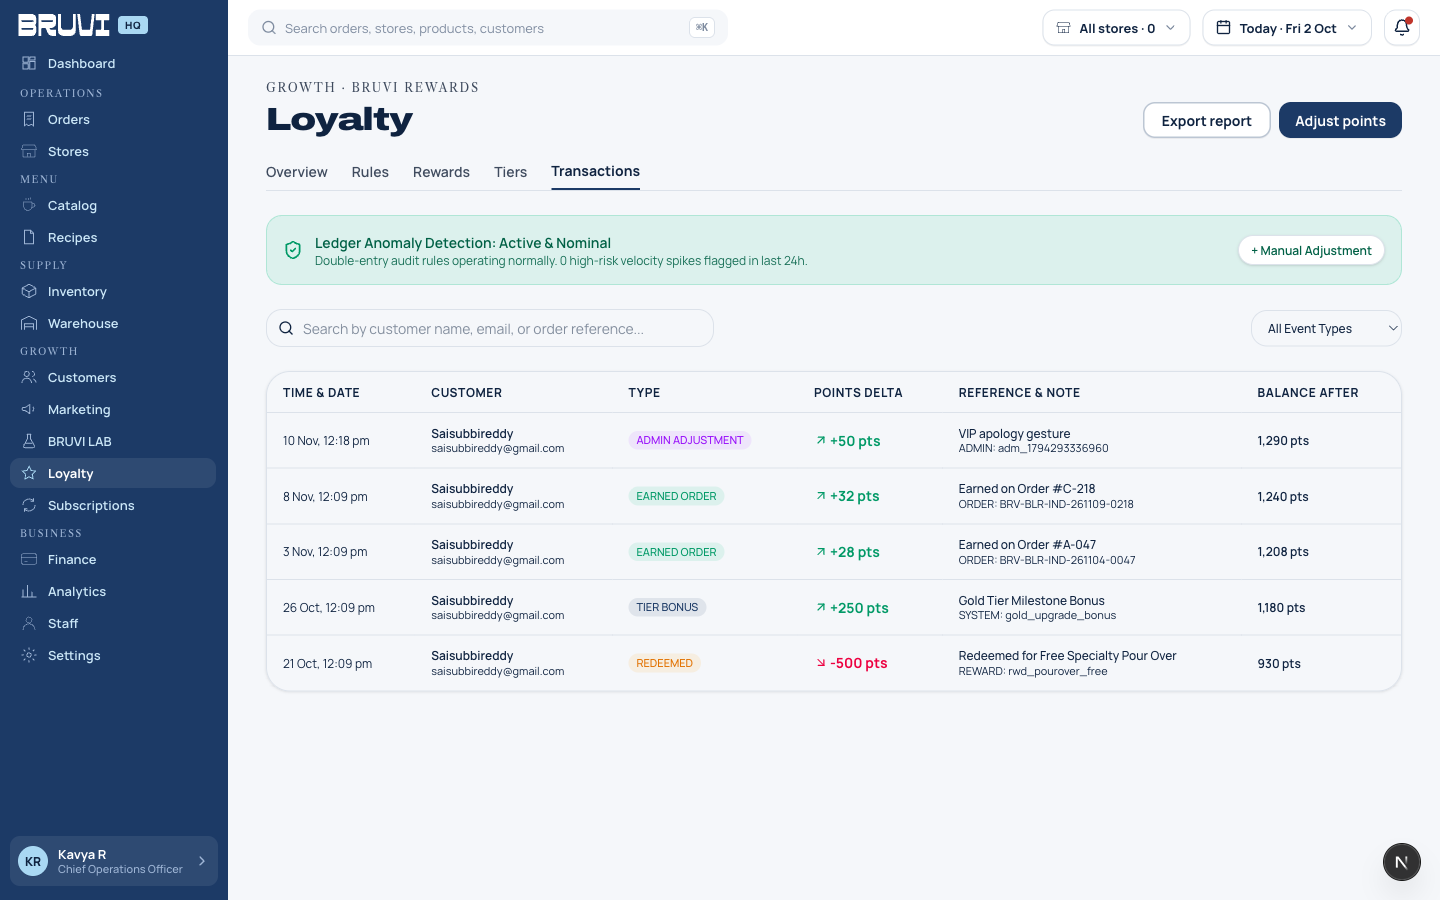 BRUVI HQ
Search orders, stores, products, customers
⌘K
All stores · 0
Today · Fri 2 Oct
Dashboard
OPERATIONS
Orders
Stores
MENU
Catalog
Recipes
SUPPLY
Inventory
Warehouse
GROWTH
Customers
Marketing
BRUVI LAB
Loyalty
Subscriptions
BUSINESS
Finance
Analytics
Staff
Settings
KR
Kavya R
Chief Operations Officer
GROWTH · BRUVI REWARDS
Loyalty
Export report
Adjust points
Overview Rules Rewards Tiers Transactions
Ledger Anomaly Detection: Active & Nominal
Double-entry audit rules operating normally. 0 high-risk velocity spikes flagged in last 24h.
+ Manual Adjustment
Search by customer name, email, or order reference...
All Event Types
TIME & DATE CUSTOMER TYPE POINTS DELTA REFERENCE & NOTE BALANCE AFTER
10 Nov, 12:18 pm Saisubbireddy ADMIN ADJUSTMENT +50 pts VIP apology gesture 1,290 pts
saisubbireddy@gmail.com ADMIN: adm_1794293336960
8 Nov, 12:09 pm Saisubbireddy EARNED ORDER +32 pts Earned on Order #C-218 1,240 pts
saisubbireddy@gmail.com ORDER: BRV-BLR-IND-261109-0218
3 Nov, 12:09 pm Saisubbireddy EARNED ORDER +28 pts Earned on Order #A-047 1,208 pts
saisubbireddy@gmail.com ORDER: BRV-BLR-IND-261104-0047
26 Oct, 12:09 pm Saisubbireddy TIER BONUS +250 pts Gold Tier Milestone Bonus 1,180 pts
saisubbireddy@gmail.com SYSTEM: gold_upgrade_bonus
21 Oct, 12:09 pm Saisubbireddy REDEEMED -500 pts Redeemed for Free Specialty Pour Over 930 pts
saisubbireddy@gmail.com REWARD: rwd_pourover_free
N